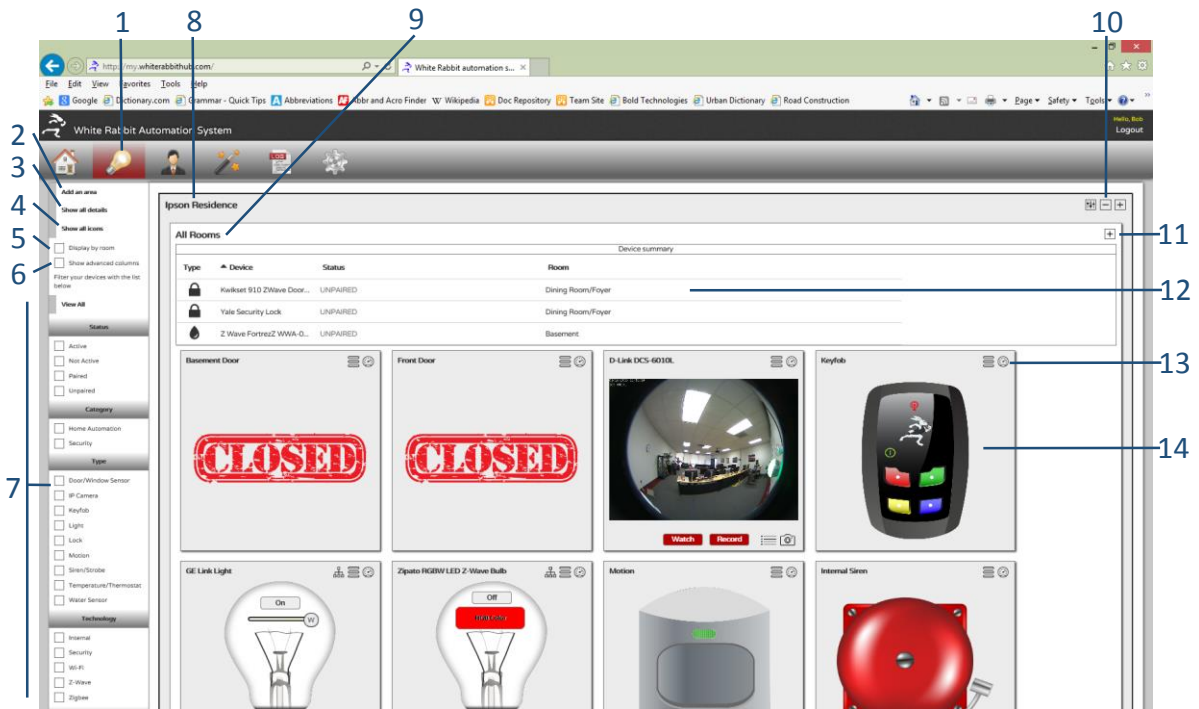 1
8
9
10
http://my.whiterabbithub.com/
White Rabbit automation s...
File Edit View Favorites Tools Help
Google Dictionary.com Grammar - Quick Tips Abbreviations Abbr and Acro Finder Wikipedia Doc Repository Team Site Bold Technologies Urban Dictionary Road Construction
Page Safety Tools
White Rabbit Automation System
Hello, Bob
Logout
2
3
4
5
6
7
Add an area
Show all details
Show all icons
Display by room
Show advanced columns
Filter your devices with the list
below
View All
Status
Active
Not Active
Paired
Unpaired
Category
Home Automation
Security
Type
Door/Window Sensor
IP Camera
Keyfob
Light
Lock
Motion
Siren/Strobe
Temperature/Thermostat
Water Sensor
Technology
Internal
Security
Wi-Fi
Z-Wave
Zigbee
Ipson Residence
All Rooms
11
Device summary
Type Device Status Room
Kwikset 910 ZWave Door... UNPAIRED Dining Room/Foyer
12
Yale Security Lock UNPAIRED Dining Room/Foyer
Z Wave FortrezZ WWA-0... UNPAIRED Basement
Basement Door
CLOSED
Front Door
CLOSED
D-Link DCS-6010L
Watch Record
Keyfob
13
14
GE Link Light
On
W
Zipato RGBW LED Z-Wave Bulb
Off
Motion
Internal Siren